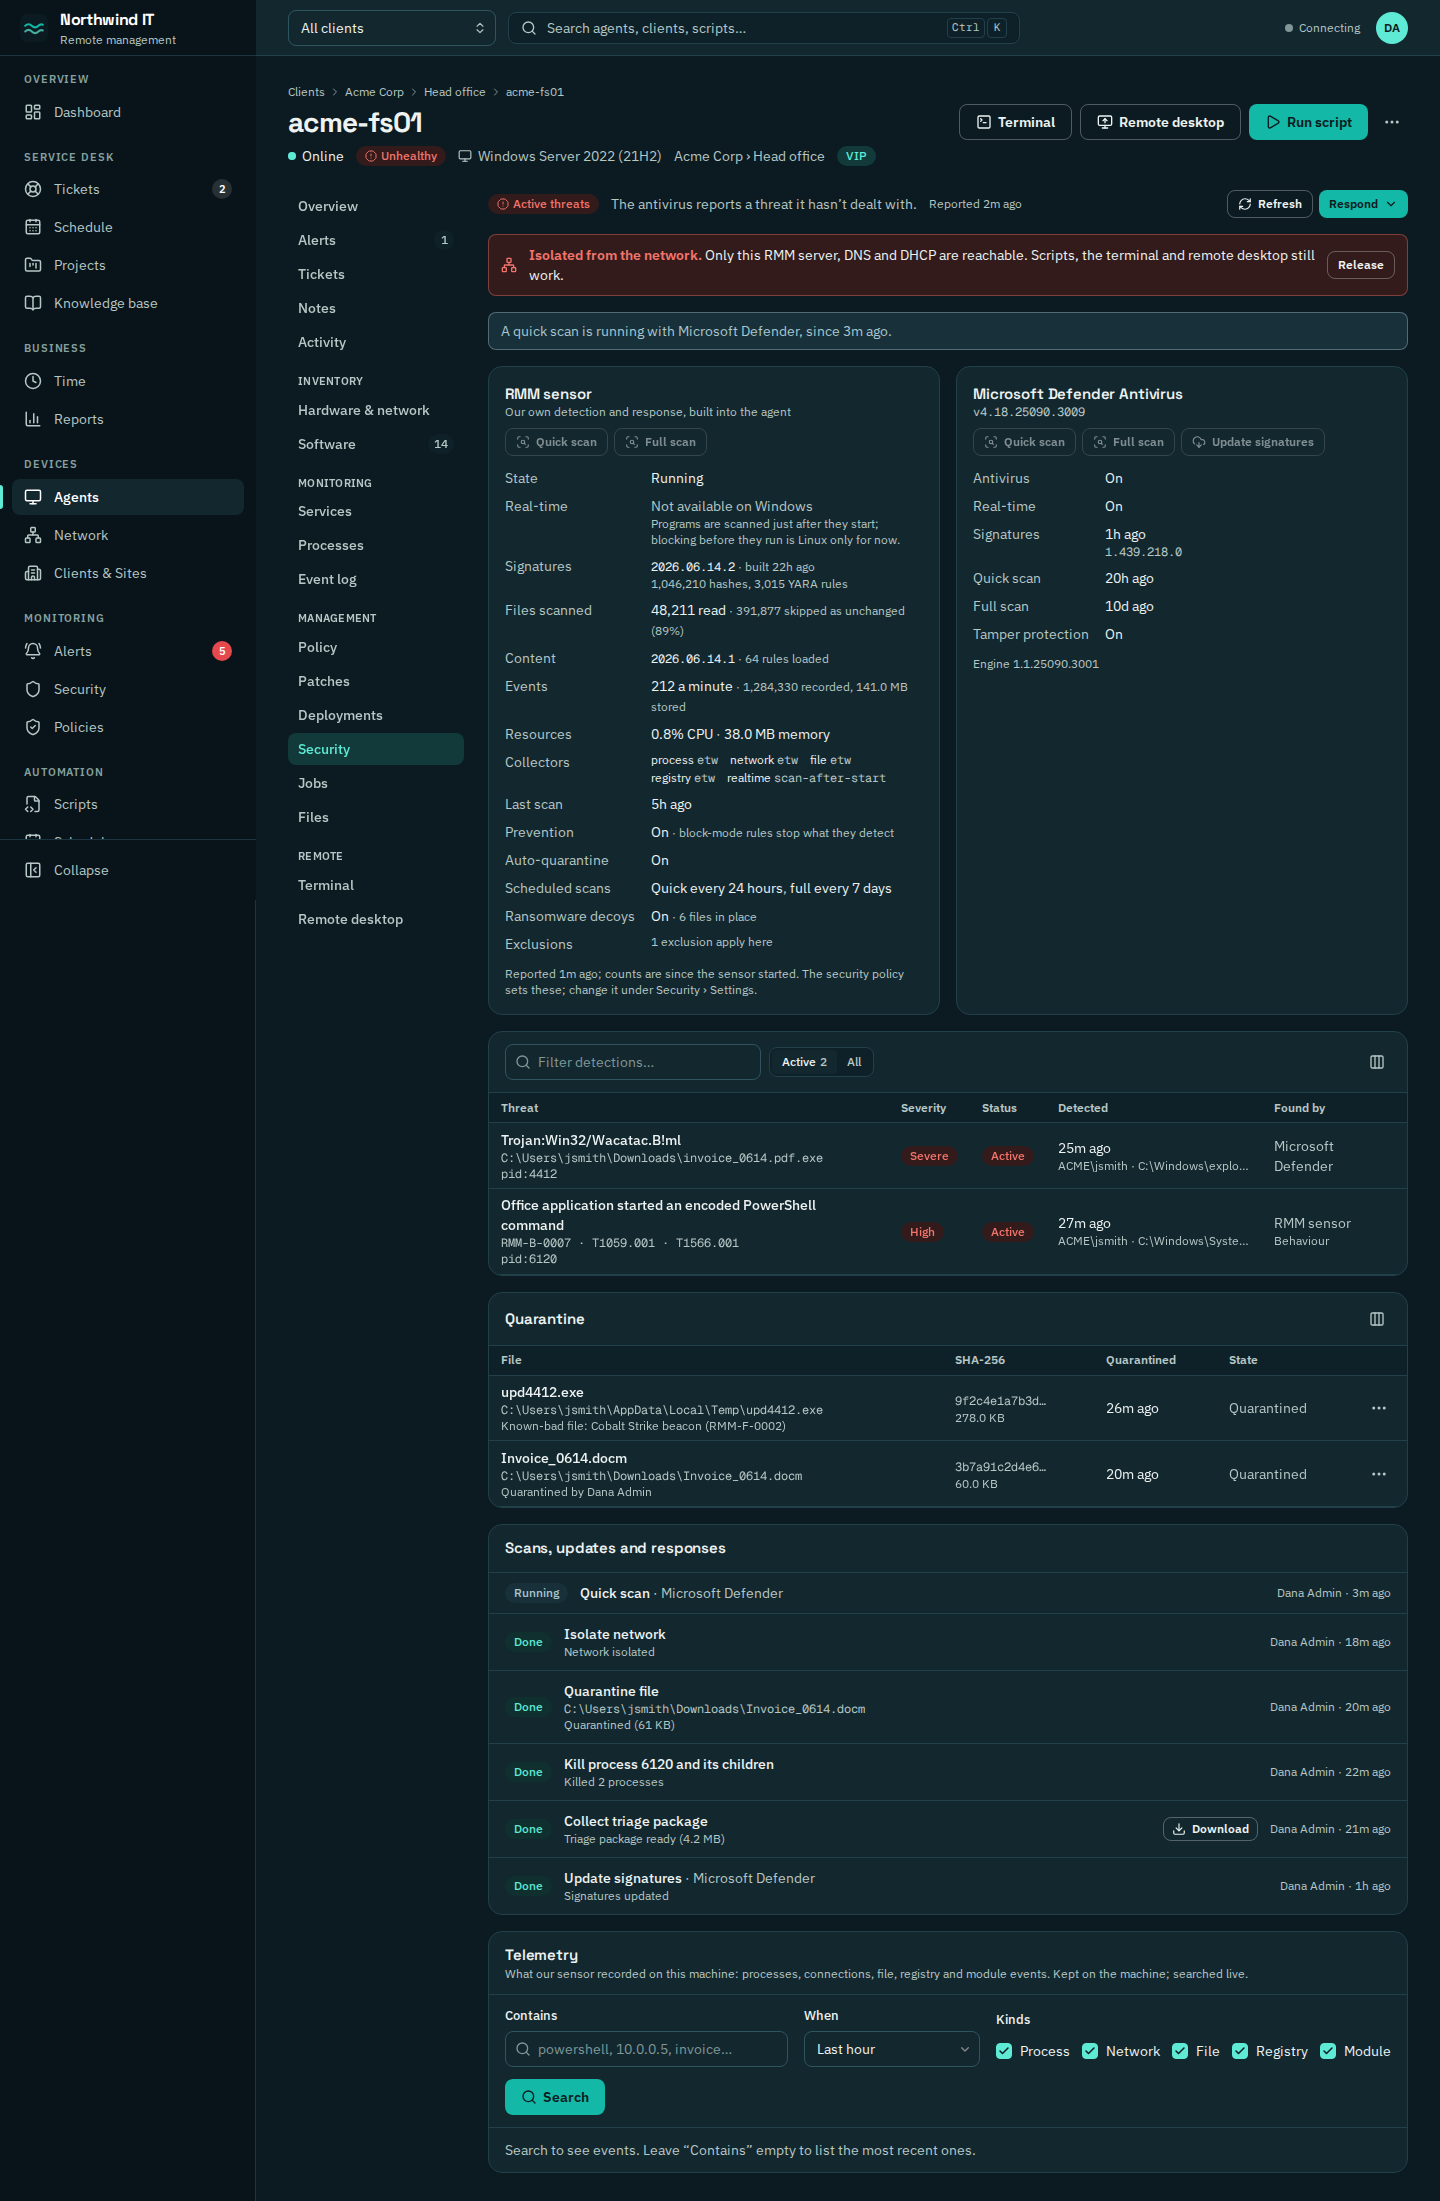 Northwind IT
Remote management
All clients
Search agents, clients, scripts…
Ctrl K
Connecting
DA
OVERVIEW
Dashboard
SERVICE DESK
Tickets 2
Schedule
Projects
Knowledge base
BUSINESS
Time
Reports
DEVICES
Agents
Network
Clients & Sites
MONITORING
Alerts 5
Security
Policies
AUTOMATION
Scripts
Collapse
Clients > Acme Corp > Head office > acme-fs01
acme-fs01
Terminal
Remote desktop
Run script
Online
Unhealthy
Windows Server 2022 (21H2)
Acme Corp › Head office
VIP
Overview
Alerts 1
Tickets
Notes
Activity
INVENTORY
Hardware & network
Software 14
MONITORING
Services
Processes
Event log
MANAGEMENT
Policy
Patches
Deployments
Security
Jobs
Files
REMOTE
Terminal
Remote desktop
Active threats
The antivirus reports a threat it hasn’t dealt with.
Reported 2m ago
Refresh
Respond
Isolated from the network. Only this RMM server, DNS and DHCP are reachable. Scripts, the terminal and remote desktop still
work.
Release
A quick scan is running with Microsoft Defender, since 3m ago.
RMM sensor
Our own detection and response, built into the agent
Quick scan
Full scan
State Running
Real-time Not available on Windows
Programs are scanned just after they start;
blocking before they run is Linux only for now.
Signatures 2026.06.14.2 · built 22h ago
1,046,210 hashes, 3,015 YARA rules
Files scanned 48,211 read · 391,877 skipped as unchanged
(89%)
Content 2026.06.14.1 · 64 rules loaded
Events 212 a minute · 1,284,330 recorded, 141.0 MB
stored
Resources 0.8% CPU · 38.0 MB memory
Collectors process etw network etw file etw
registry etw realtime scan-after-start
Last scan 5h ago
Prevention On · block-mode rules stop what they detect
Auto-quarantine On
Scheduled scans Quick every 24 hours, full every 7 days
Ransomware decoys On · 6 files in place
Exclusions 1 exclusion apply here
Reported 1m ago; counts are since the sensor started. The security policy
sets these; change it under Security › Settings.
Microsoft Defender Antivirus
v4.18.25090.3009
Quick scan
Full scan
Update signatures
Antivirus On
Real-time On
Signatures 1h ago
1.439.218.0
Quick scan 20h ago
Full scan 10d ago
Tamper protection On
Engine 1.1.25090.3001
Filter detections…
Active 2
All
Threat Severity Status Detected Found by
Trojan:Win32/Wacatac.B!ml
C:\Users\jsmith\Downloads\invoice_0614.pdf.exe
pid:4412
Severe
Active
25m ago
ACME\jsmith · C:\Windows\explo…
Microsoft
Defender
Office application started an encoded PowerShell
command
RMM-B-0007 · T1059.001 · T1566.001
pid:6120
High
Active
27m ago
ACME\jsmith · C:\Windows\Syste…
RMM sensor
Behaviour
Quarantine
File SHA-256 Quarantined State
upd4412.exe
C:\Users\jsmith\AppData\Local\Temp\upd4412.exe
Known-bad file: Cobalt Strike beacon (RMM-F-0002)
9f2c4e1a7b3d…
278.0 KB
26m ago
Quarantined
Invoice_0614.docm
C:\Users\jsmith\Downloads\Invoice_0614.docm
Quarantined by Dana Admin
3b7a91c2d4e6…
60.0 KB
20m ago
Quarantined
Scans, updates and responses
Running Quick scan · Microsoft Defender Dana Admin · 3m ago
Done Isolate network
Network isolated
Dana Admin · 18m ago
Done Quarantine file
C:\Users\jsmith\Downloads\Invoice_0614.docm
Quarantined (61 KB)
Dana Admin · 20m ago
Done Kill process 6120 and its children
Killed 2 processes
Dana Admin · 22m ago
Done Collect triage package
Triage package ready (4.2 MB)
Download
Dana Admin · 21m ago
Done Update signatures · Microsoft Defender
Signatures updated
Dana Admin · 1h ago
Telemetry
What our sensor recorded on this machine: processes, connections, file, registry and module events. Kept on the machine; searched live.
Contains
powershell, 10.0.0.5, invoice…
When
Last hour
Kinds
Process Network File Registry Module
Search
Search to see events. Leave “Contains” empty to list the most recent ones.